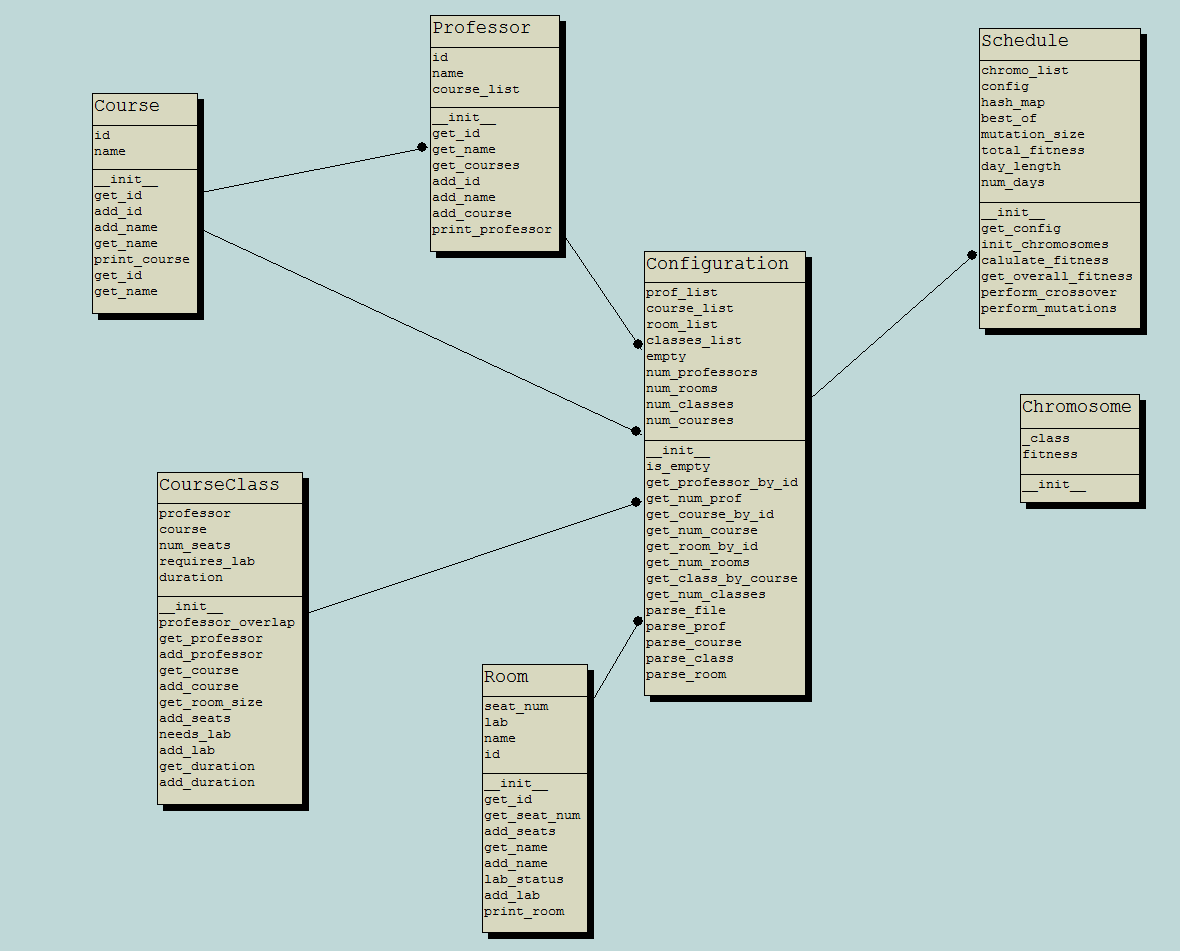 Professor
id
name
course_list
__init__
get_id
get_name
get_courses
add_id
add_name
add_course
print_professor
Schedule
chromo_list
config
hash_map
best_of
mutation_size
total_fitness
day_length
num_days
__init__
get_config
init_chromosomes
calulate_fitness
get_overall_fitness
perform_crossover
perform_mutations
Course
id
name
__init__
get_id
add_id
add_name
get_name
print_course
get_id
get_name
Configuration
prof_list
course_list
room_list
classes_list
empty
num_professors
num_rooms
num_classes
num_courses
__init__
is_empty
get_professor_by_id
get_num_prof
get_course_by_id
get_num_course
get_room_by_id
get_num_rooms
get_class_by_course
get_num_classes
parse_file
parse_prof
parse_course
parse_class
parse_room
Chromosome
_class
fitness
__init__
CourseClass
professor
course
num_seats
requires_lab
duration
__init__
professor_overlap
get_professor
add_professor
get_course
add_course
get_room_size
add_seats
needs_lab
add_lab
get_duration
add_duration
Room
seat_num
lab
name
id
__init__
get_id
get_seat_num
add_seats
get_name
add_name
lab_status
add_lab
print_room